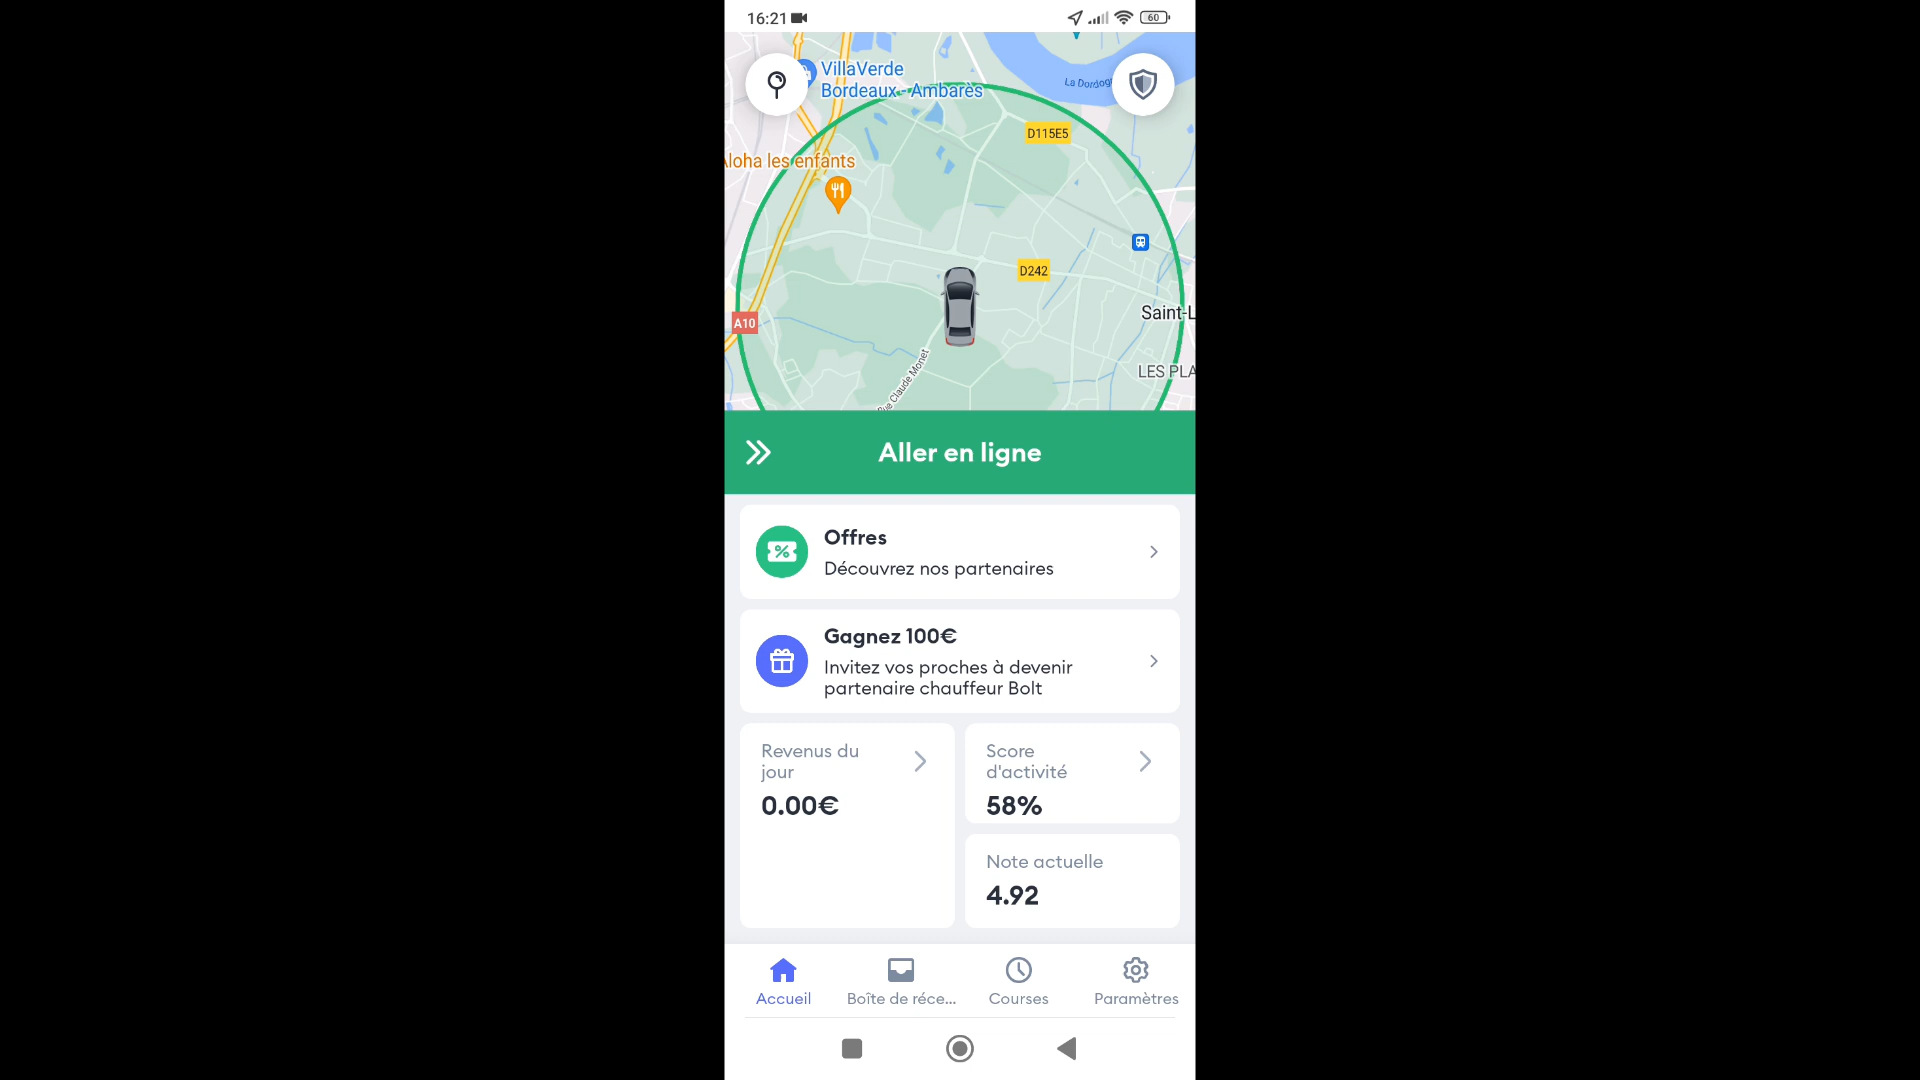 16:21
60
VillaVerde
Bordeaux - Ambarès
La Dordog
D115E5
Aloha les enfants
D242
A10
Saint-L
LES PLA
Rue Claude Monet
Aller en ligne
Offres
Découvrez nos partenaires
Gagnez 100€
Invitez vos proches à devenir
partenaire chauffeur Bolt
Revenus du
jour
0.00€
Score
d'activité
58%
Note actuelle
4.92
Accueil
Boîte de réce...
Courses
Paramètres